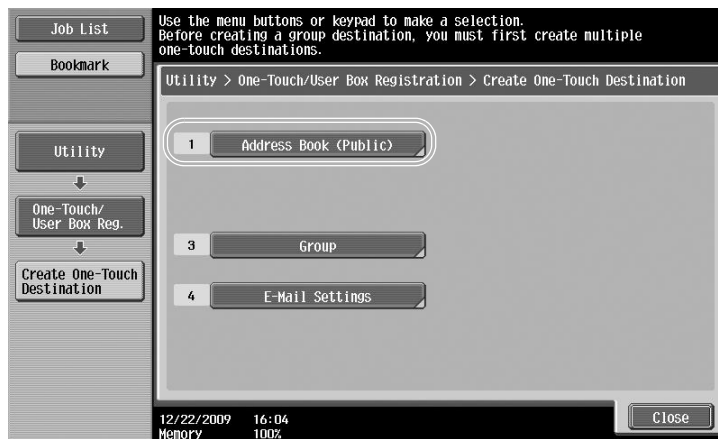 Job List
Bookmark
Use the menu buttons or keypad to make a selection.
Before creating a group destination, you must first create multiple
one-touch destinations.
Utility > One-Touch/User Box Registration > Create One-Touch Destination
Utility
One-Touch/
User Box Reg.
Create One-Touch
Destination
1 Address Book (Public)
3 Group
4 E-Mail Settings
12/22/2009 16:04
Memory 100%
Close